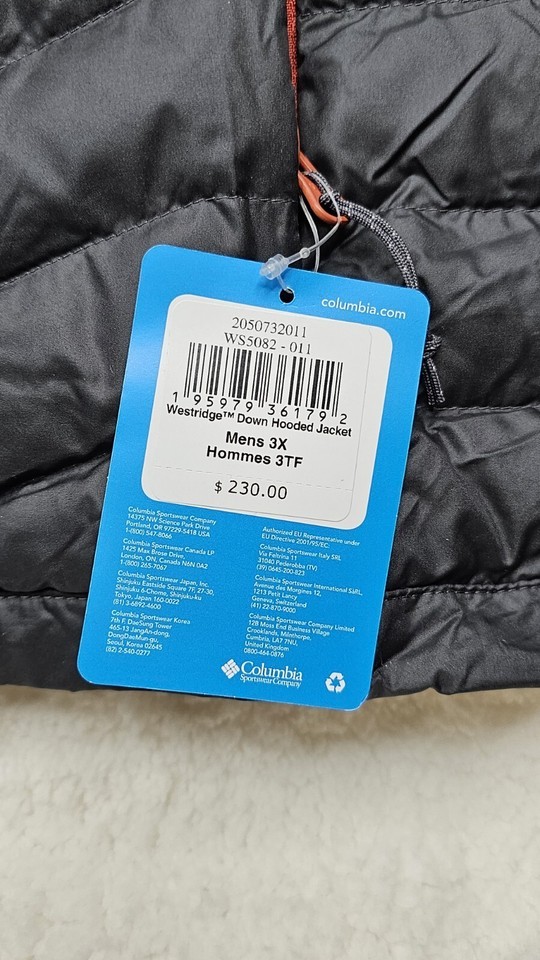 columbia.com
2050732011
WS5082 - 011
1 95979 36179 2
Westridge™ Down Hooded Jacket
Mens 3X
Hommes 3TF
$ 230.00
Columbia Sportswear Company
14375 NW Science Park Drive
Portland, OR 97229-5418 USA
1-(800) 547-8066
Columbia Sportswear Canada LP
1425 Max Brose Drive,
London, ON, Canada N6N 0A2
1-(800) 265-7067
Columbia Sportswear Japan, Inc.
Shinjuku Eastside Square 7F, 27-30,
Shinjuku 6-Chome, Shinjuku-ku
Tokyo, Japan 160-0022
(81) 3-6892-4600
Columbia Sportswear Korea
7th F. DaeSung Tower
465-13 JangAn-dong,
DongDaeMun-gu,
Seoul, Korea 02645
(82) 2-540-0277
Authorized EU Representative under
EU Directive 2001/95/EC:
Columbia Sportswear Italy SRL
Via Feltrina 11
31040 Pederobba (TV)
(39) 0645-200-823
Columbia Sportswear International SàRL,
Avenue des Morgines 12,
1213 Petit Lancy
Geneva, Switzerland
(41) 22-870-9000
Columbia Sportswear Company Limited
12B Moss End Business Village
Crooklands, Milnthorpe,
Cumbria, LA7 7NU,
United Kingdom
0800-464-0876
Columbia
Sportswear Company